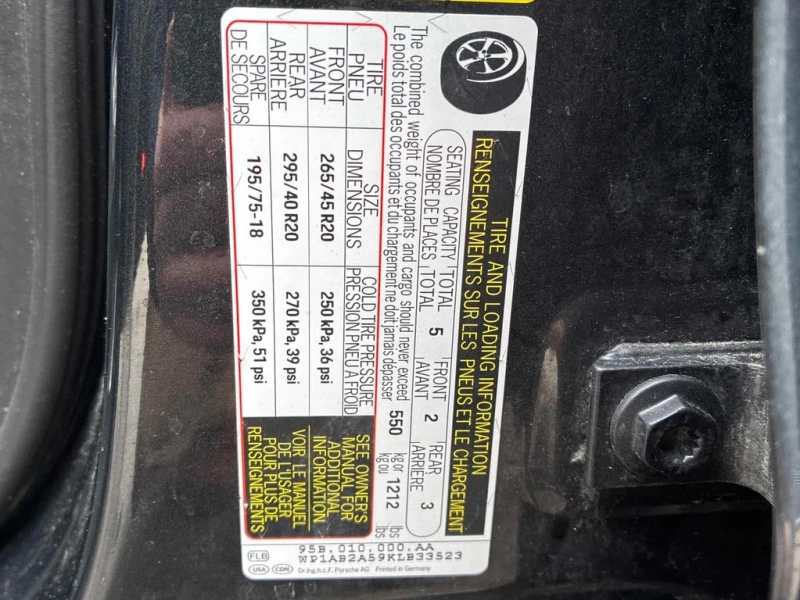 TIRE AND LOADING INFORMATION
RENSEIGNEMENTS SUR LES PNEUS ET LE CHARGEMENT
SEATING CAPACITY TOTAL 5 FRONT 2 REAR 3
NOMBRE DE PLACES TOTAL AVANT ARRIÈRE
The combined weight of occupants and cargo should never exceed 550 kg or 1212 lbs
Le poids total des occupants et du chargement ne doit jamais dépasser kg ou lbs
TIRE SIZE COLD TIRE PRESSURE
PNEU DIMENSIONS PRESSION PNEU A FROID
FRONT 265/45 R20 250 kPa, 36 psi
AVANT
REAR 295/40 R20 270 kPa, 39 psi
ARRIÈRE
SPARE 195/75-18 350 kPa, 51 psi
DE SECOURS
SEE OWNER'S
MANUAL FOR
ADDITIONAL
INFORMATION
VOIR LE MANUEL
DE L'USAGER
POUR PLUS DE
RENSEIGNEMENTS
95B.010.000.AA
WP1AB2A59KLB33523
FLB USA CDN
Dr.Ing.h.c.F. Porsche AG Printed in Germany